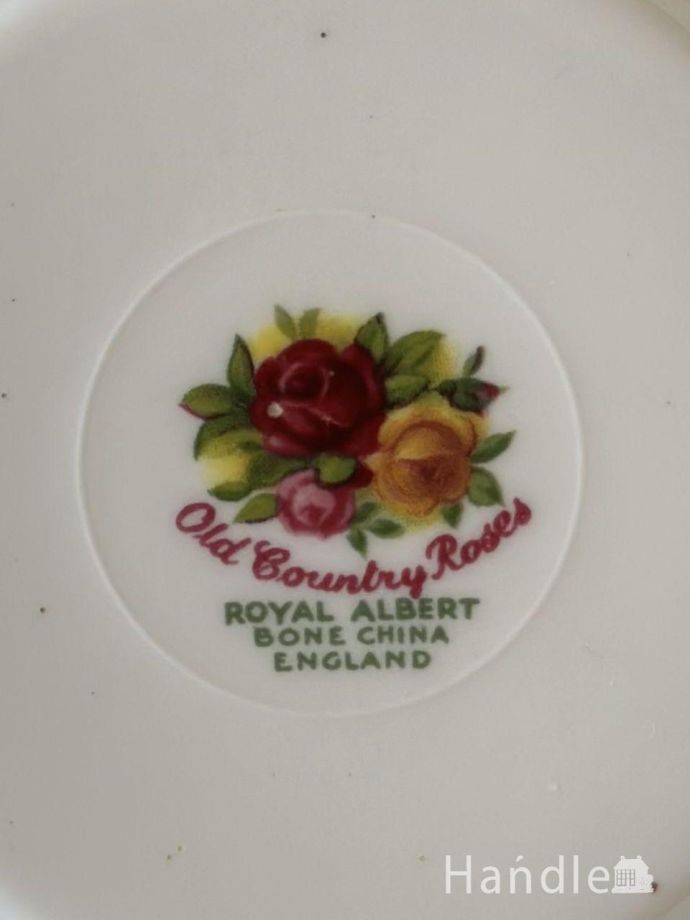 Old Country Roses
ROYAL ALBERT
BONE CHINA
ENGLAND
Handle